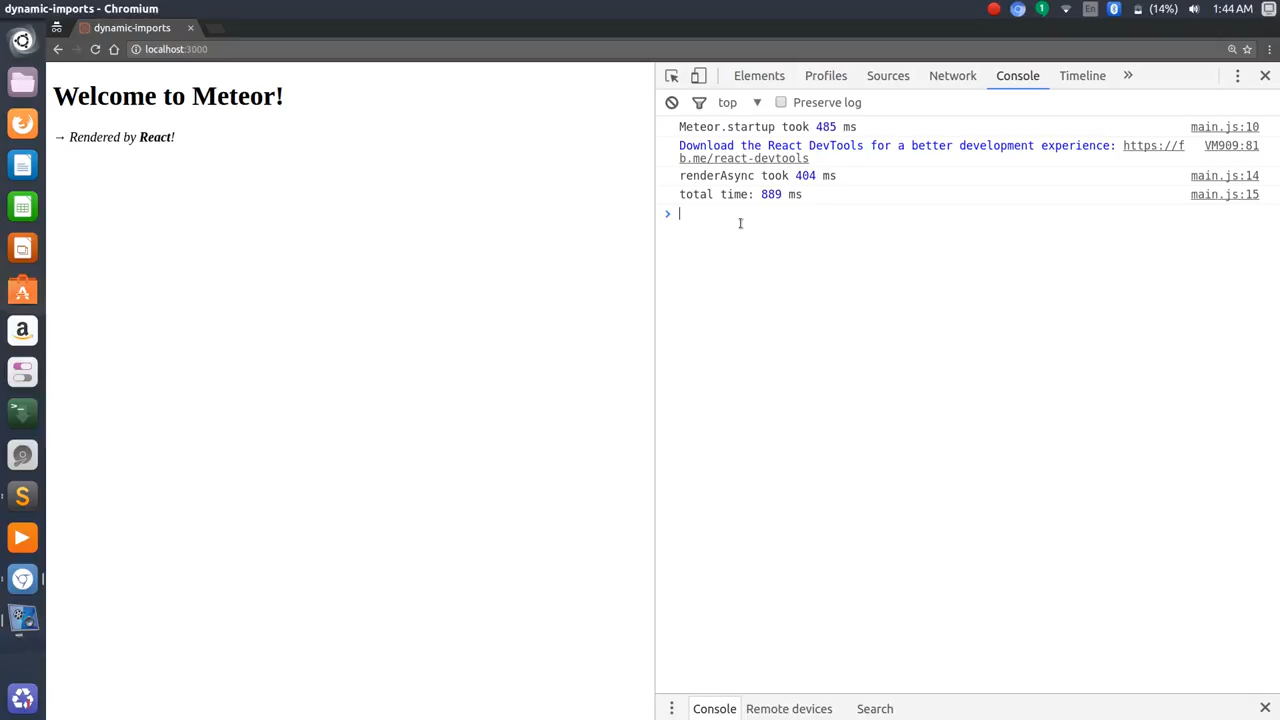 dynamic-imports - Chromium
En
1
(14%)
1:44 AM
dynamic-imports
localhost:3000
Welcome to Meteor!
→ Rendered by React!
Elements Profiles Sources Network Console Timeline »
top ▼ Preserve log
Meteor.startup took 485 ms main.js:10
Download the React DevTools for a better development experience: https://f VM909:81
b.me/react-devtools
renderAsync took 404 ms main.js:14
total time: 889 ms main.js:15
>
Console Remote devices Search